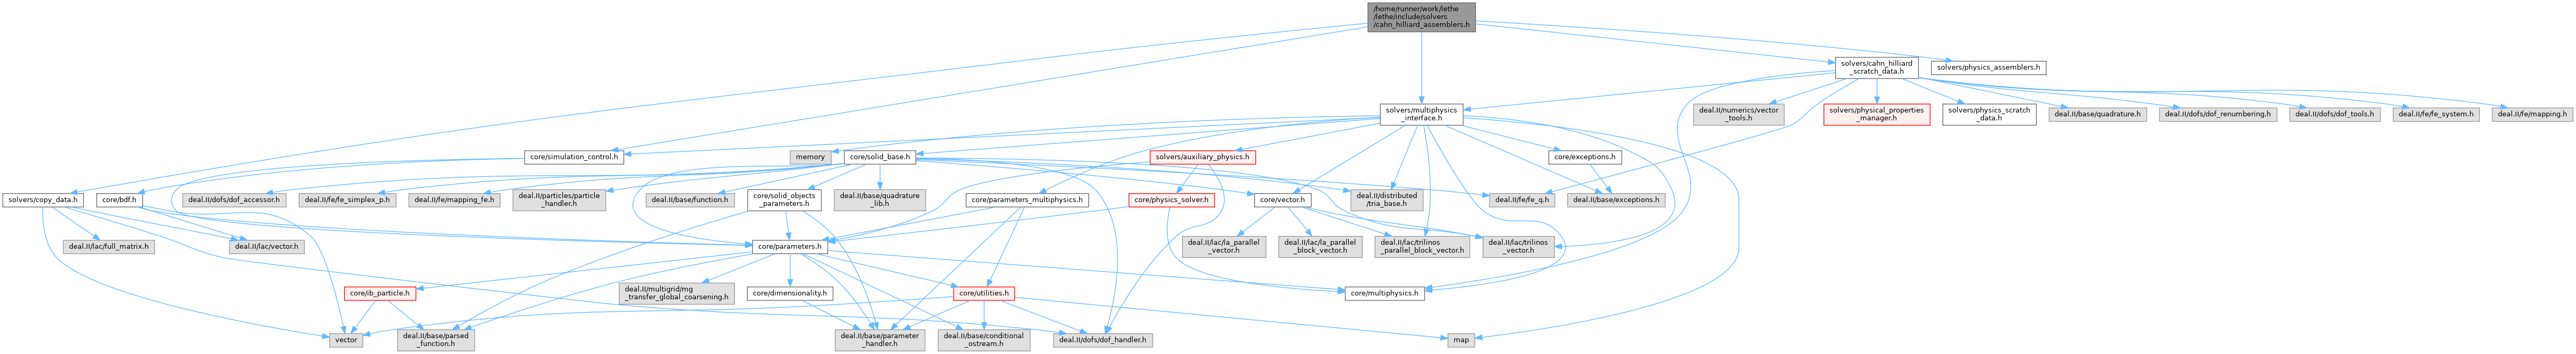 /home/runner/work/lethe
/lethe/include/solvers
/cahn_hilliard_assemblers.h
solvers/cahn_hilliard
_scratch_data.h
solvers/physics_assemblers.h
solvers/multiphysics
_interface.h
deal.II/numerics/vector
_tools.h
solvers/physical_properties
_manager.h
solvers/physics_scratch
_data.h
deal.II/base/quadrature.h
deal.II/dofs/dof_renumbering.h
deal.II/dofs/dof_tools.h
deal.II/fe/fe_system.h
deal.II/fe/mapping.h
core/simulation_control.h
memory
core/solid_base.h
solvers/auxiliary_physics.h
core/exceptions.h
solvers/copy_data.h
core/bdf.h
deal.II/dofs/dof_accessor.h
deal.II/fe/fe_simplex_p.h
deal.II/fe/mapping_fe.h
deal.II/particles/particle
_handler.h
deal.II/base/function.h
core/solid_objects
_parameters.h
deal.II/base/quadrature
_lib.h
core/parameters_multiphysics.h
core/physics_solver.h
core/vector.h
deal.II/distributed
/tria_base.h
deal.II/fe/fe_q.h
deal.II/base/exceptions.h
deal.II/lac/full_matrix.h
deal.II/lac/vector.h
core/parameters.h
deal.II/lac/la_parallel
_vector.h
deal.II/lac/la_parallel
_block_vector.h
deal.II/lac/trilinos
_parallel_block_vector.h
deal.II/lac/trilinos
_vector.h
core/ib_particle.h
deal.II/multigrid/mg
_transfer_global_coarsening.h
core/dimensionality.h
core/utilities.h
core/multiphysics.h
vector
deal.II/base/parsed
_function.h
deal.II/base/parameter
_handler.h
deal.II/base/conditional
_ostream.h
deal.II/dofs/dof_handler.h
map